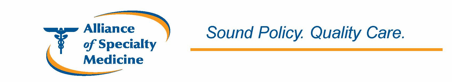 Alliance
of Specialty
Medicine
Sound Policy. Quality Care.